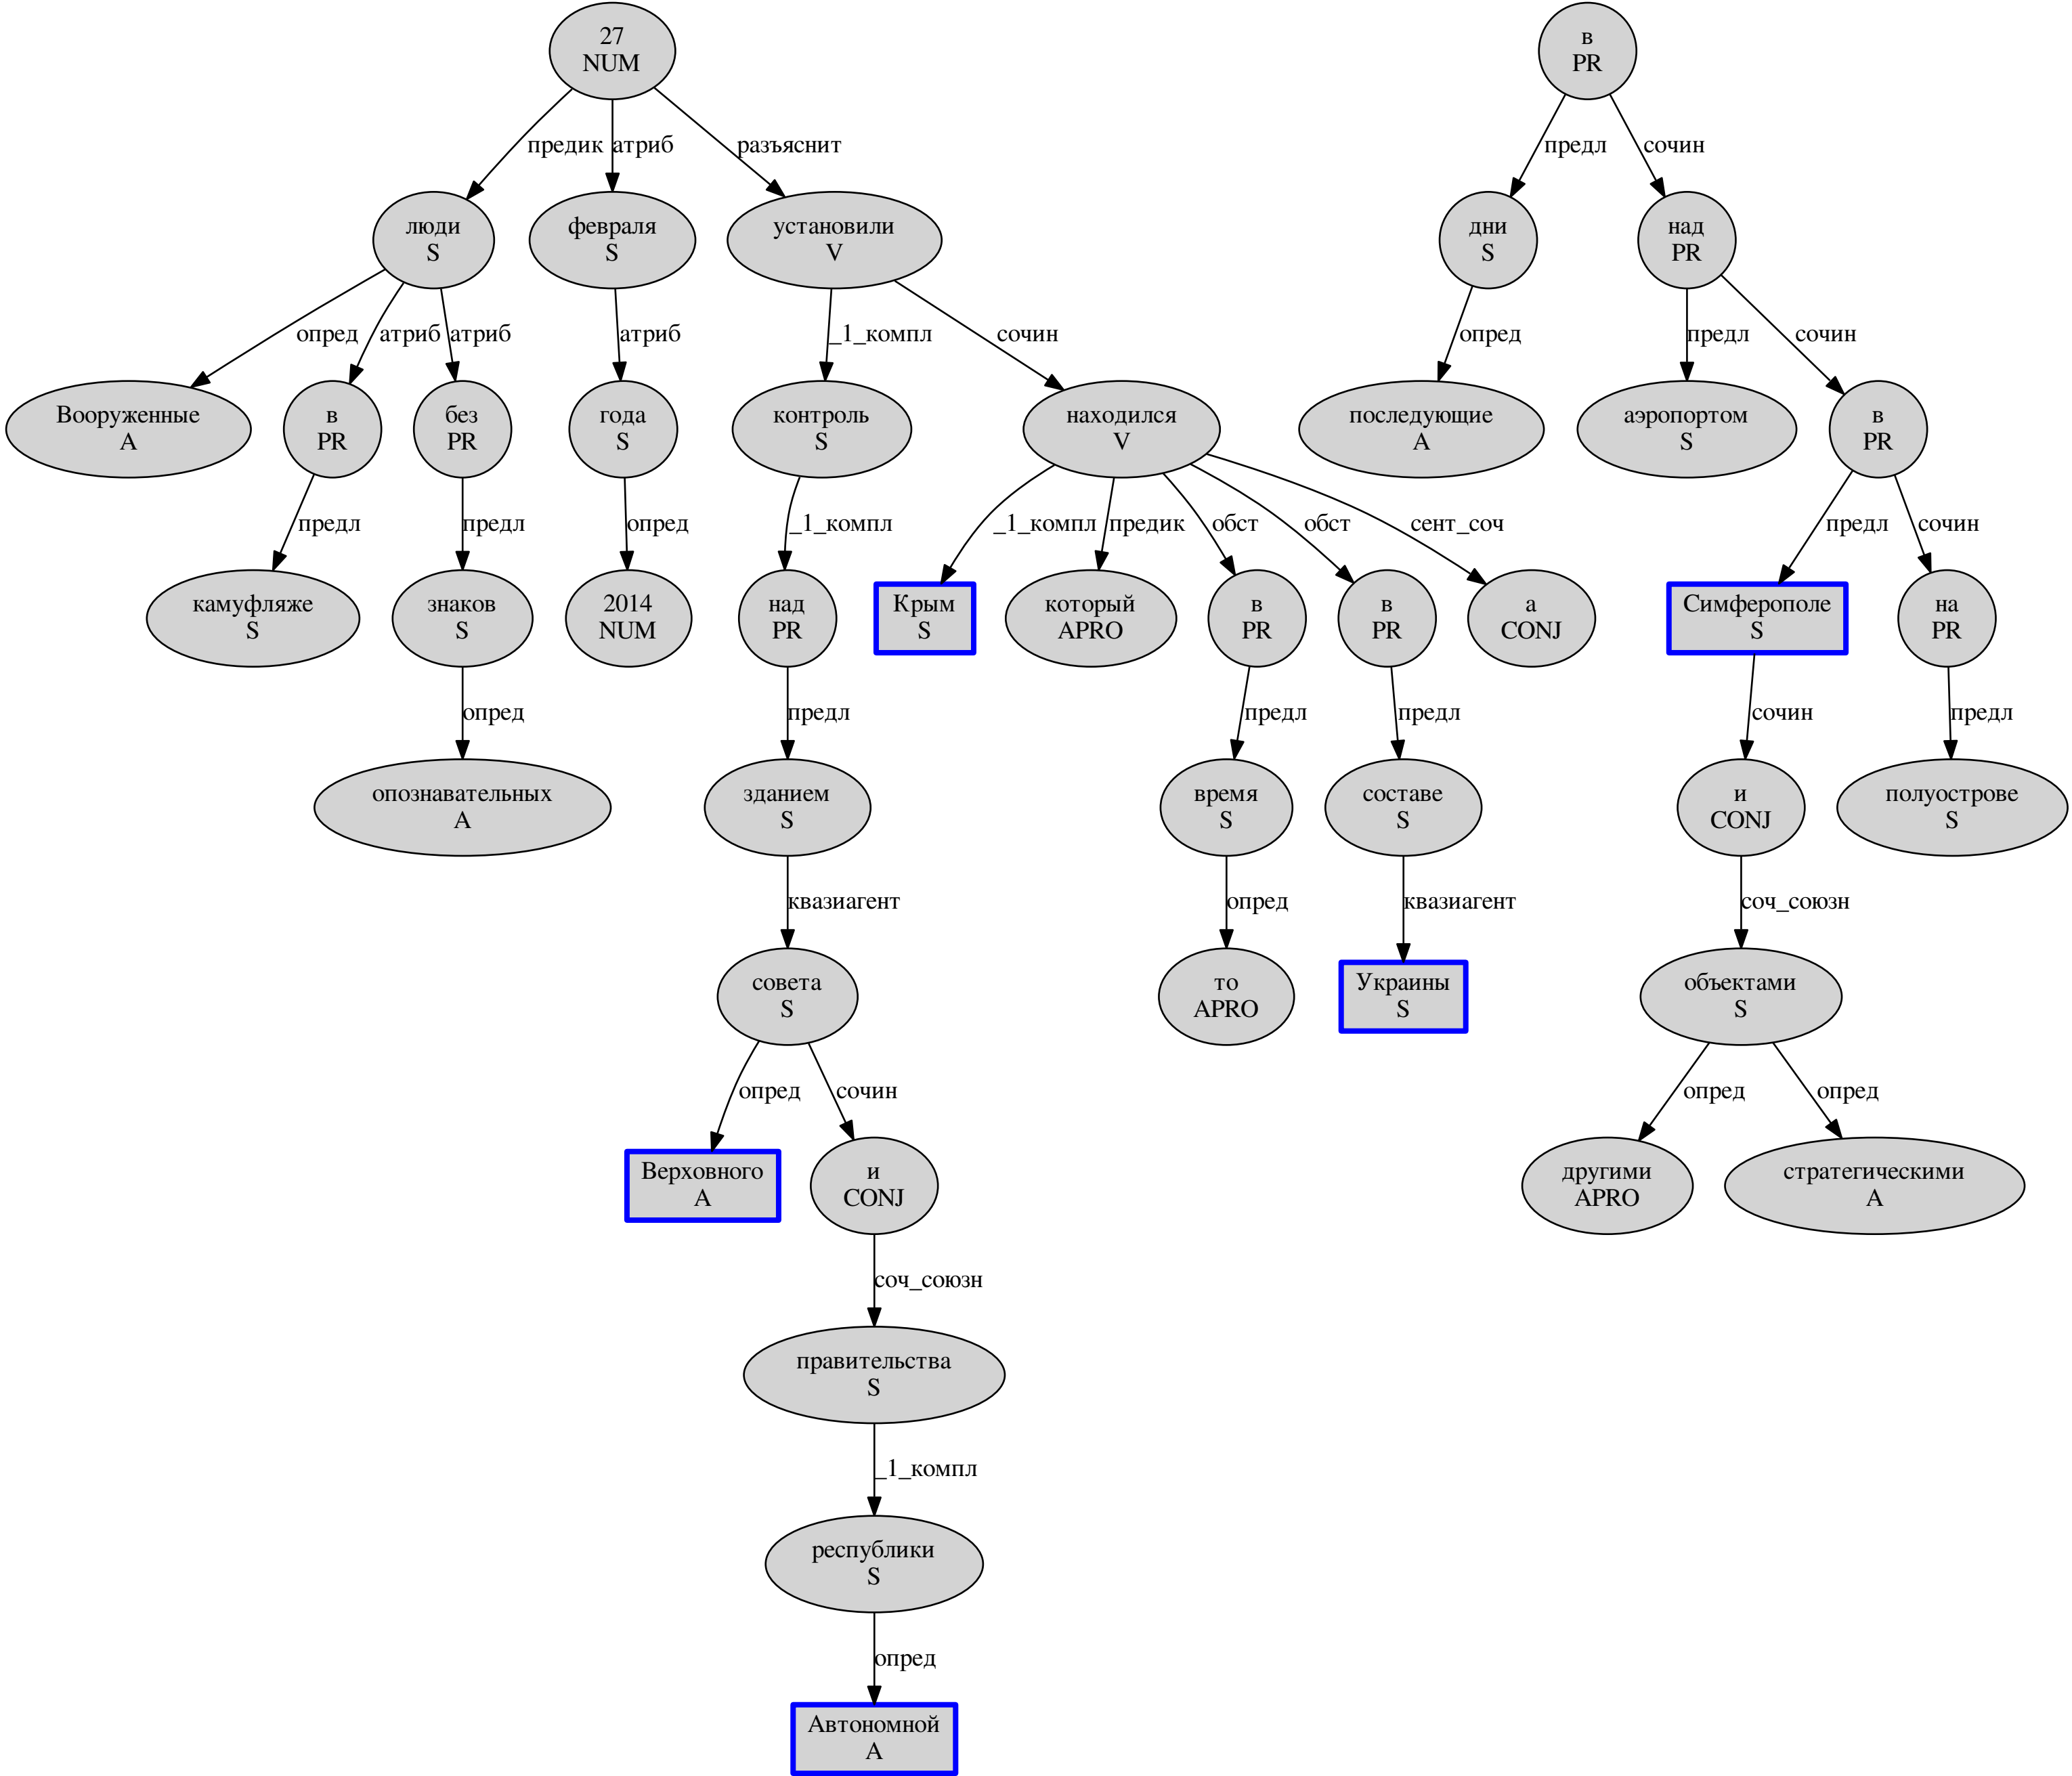 27
NUM
в
PR
предик
атриб
разъяснит
предл
сочин
люди
S
февраля
S
установили
V
дни
S
над
PR
опред
атриб
атриб
атриб
_1_компл
сочин
опред
предл
сочин
Вооруженные
A
в
PR
без
PR
года
S
контроль
S
находился
V
последующие
A
аэропортом
S
в
PR
предл
предл
опред
_1_компл
_1_компл
предик
обст
обст
сент_соч
предл
сочин
камуфляже
S
знаков
S
2014
NUM
над
PR
Крым
S
который
APRO
в
PR
в
PR
а
CONJ
Симферополе
S
на
PR
опред
предл
предл
предл
сочин
предл
опознавательных
A
зданием
S
время
S
составе
S
и
CONJ
полуострове
S
квазиагент
опред
квазиагент
соч_союзн
совета
S
то
APRO
Украины
S
объектами
S
опред
сочин
опред
опред
Верховного
A
и
CONJ
другими
APRO
стратегическими
A
соч_союзн
правительства
S
_1_компл
республики
S
опред
Автономной
A